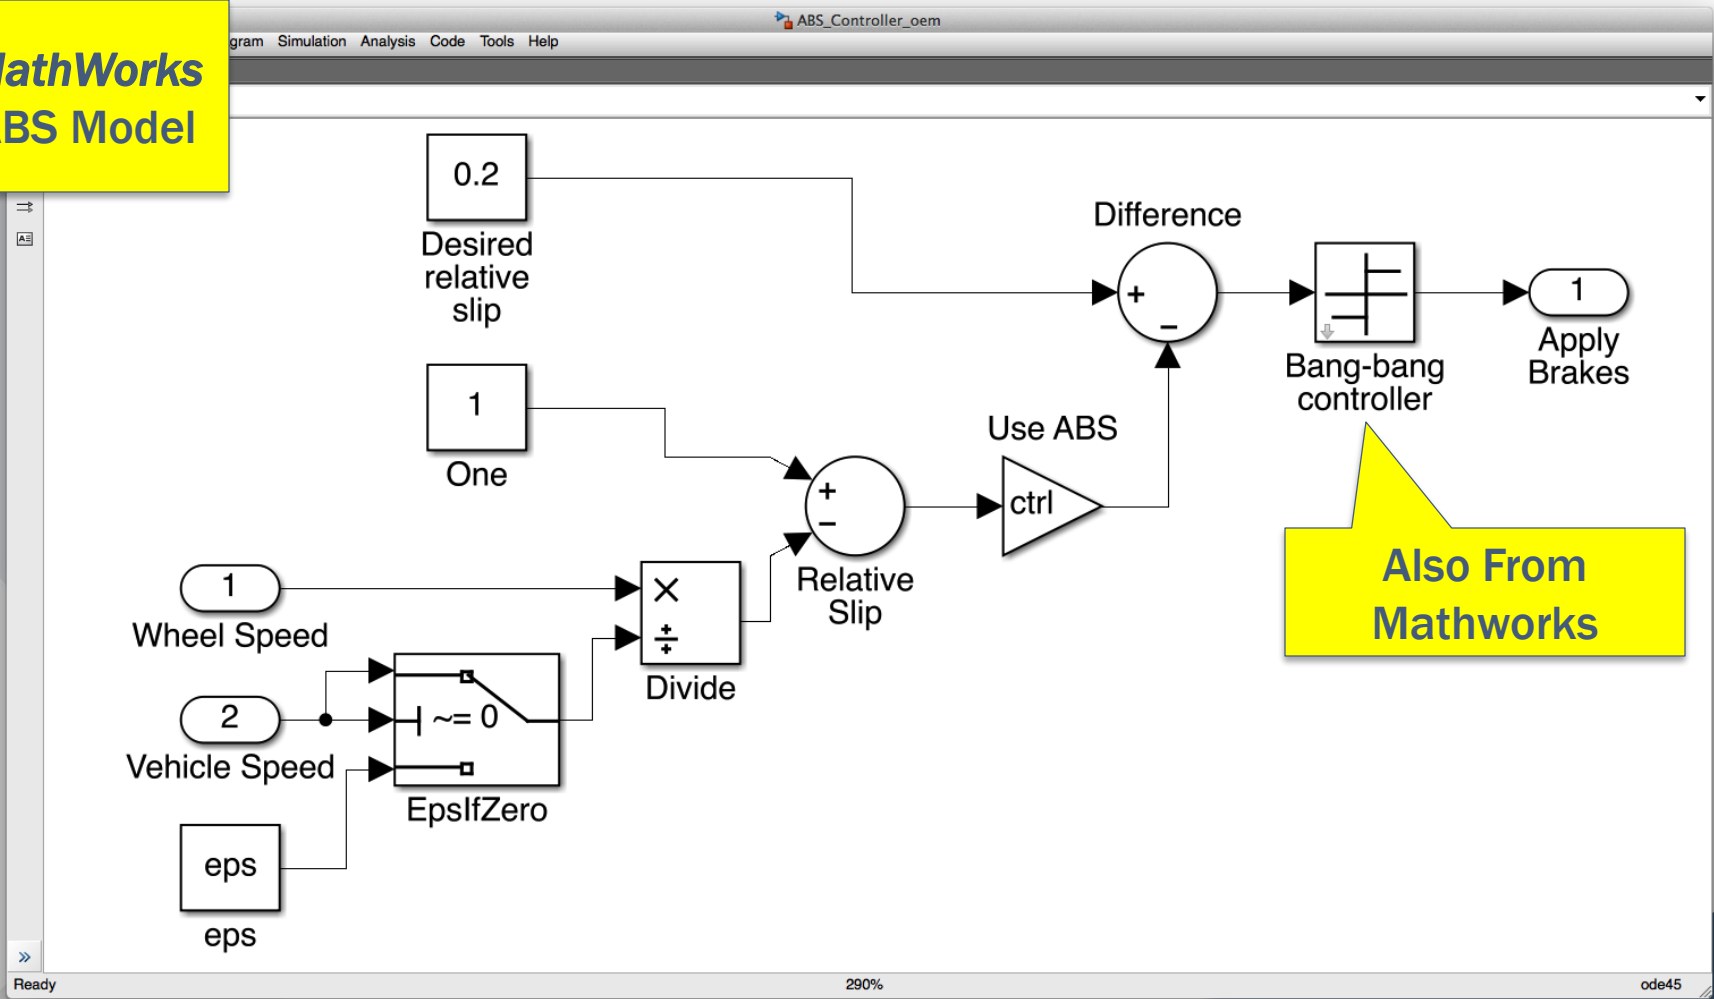 ABS_Controller_oem
gram Simulation Analysis Code Tools Help
athWorks
BS Model
0.2
Desired
relative
slip
Difference
+
−
Bang-bang
controller
1
Apply
Brakes
1
One
Use ABS
ctrl
+
−
Relative
Slip
Also From
Mathworks
1
Wheel Speed
×
÷
Divide
2
Vehicle Speed
~= 0
EpsIfZero
eps
eps
»
Ready
290%
ode45